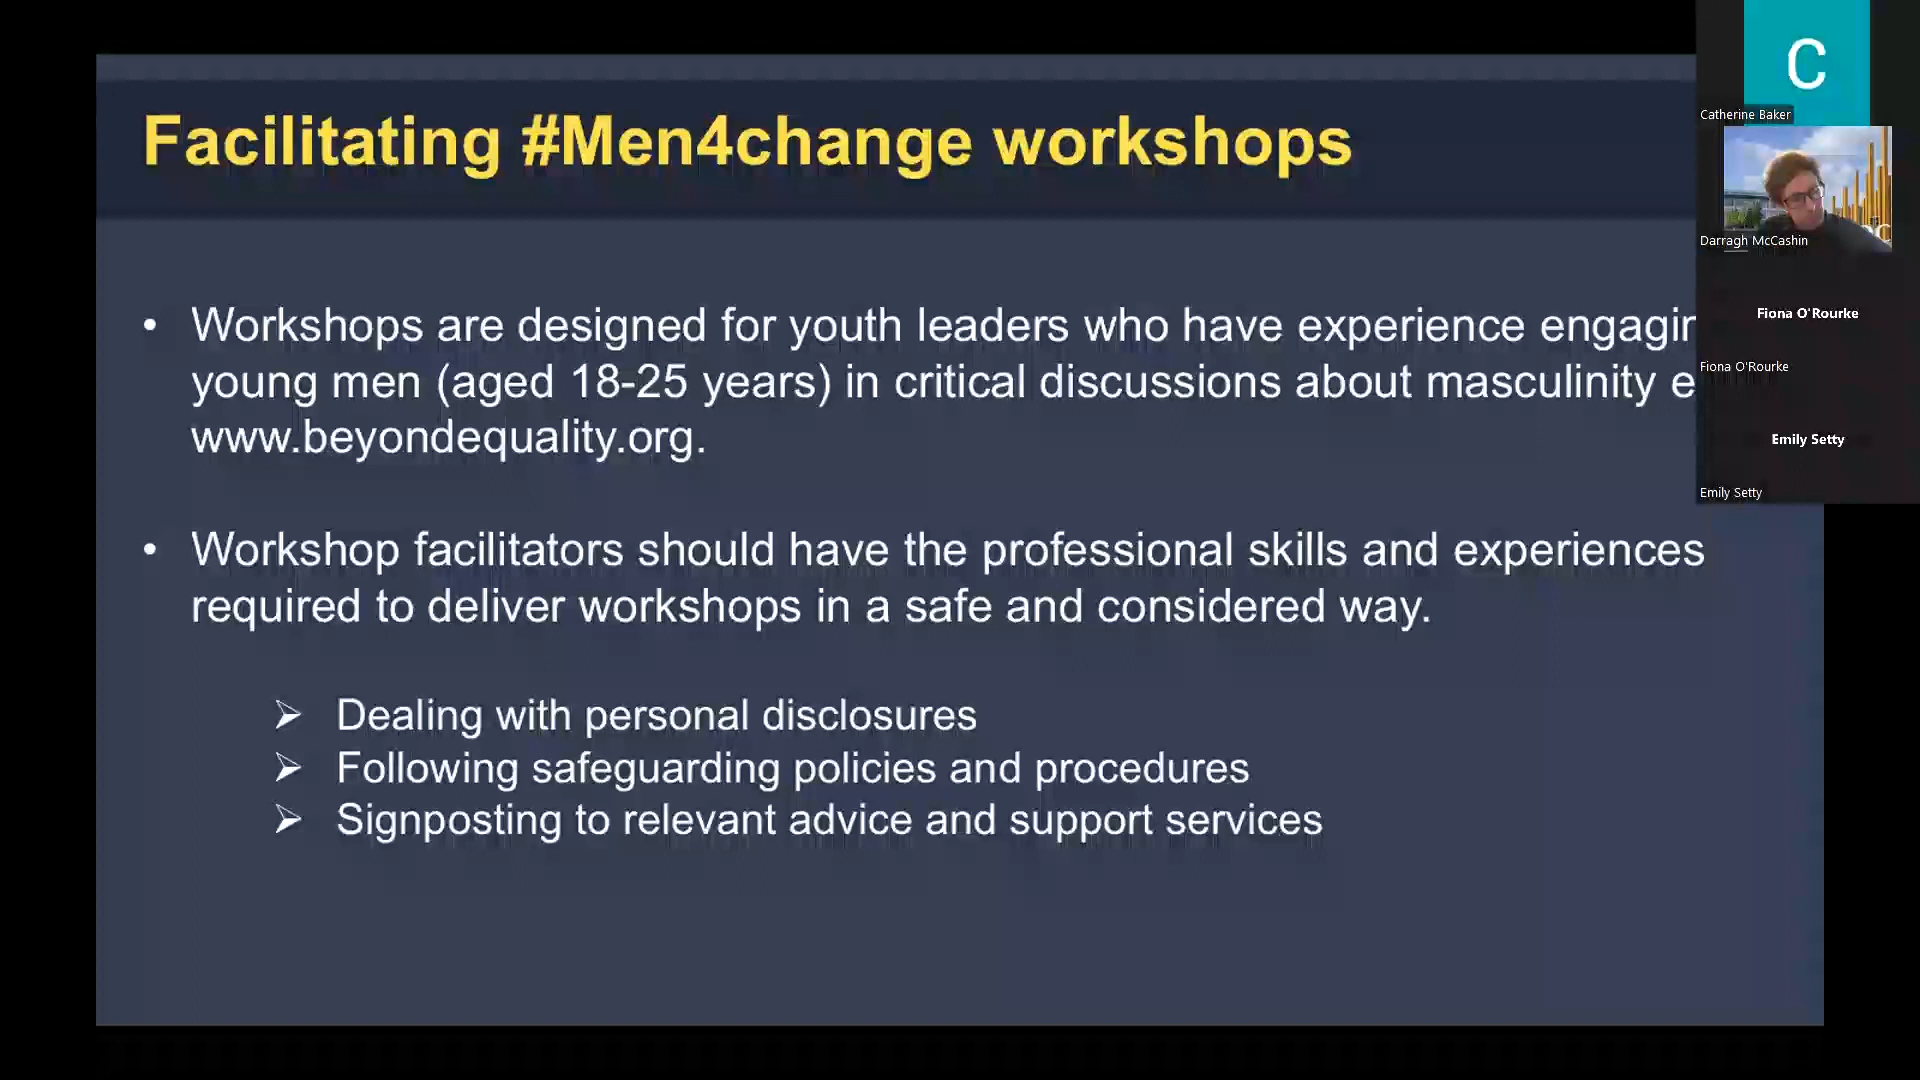 Facilitating #Men4change workshops
• Workshops are designed for youth leaders who have experience
young men (aged 18-25 years) in critical discussions about masculinity
www.beyondequality.org.
• Workshop facilitators should have the professional skills and experiences
required to deliver workshops in a safe and considered way.
➢ Dealing with personal disclosures
➢ Following safeguarding policies and procedures
➢ Signposting to relevant advice and support services
C
Catherine Baker
Darragh McCashin
Fiona O'Rourke
Fiona O'Rourke
Emily Setty
Emily Setty